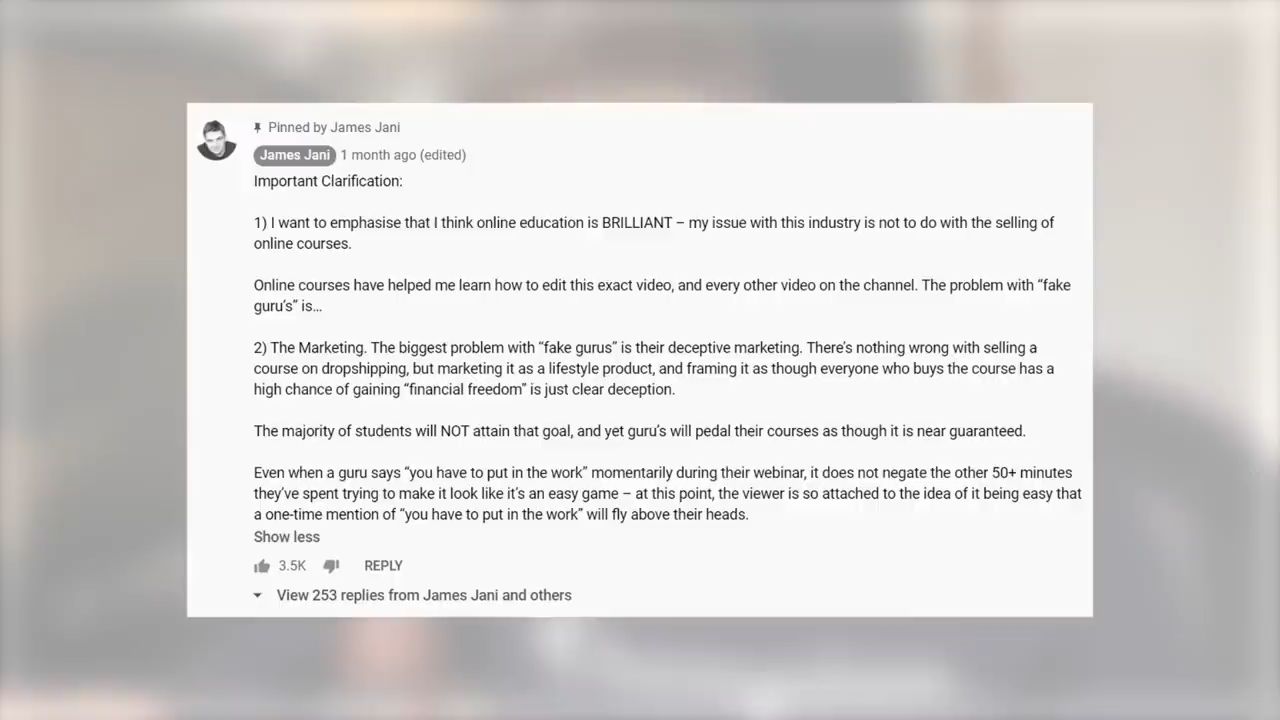 Pinned by James Jani
James Jani 1 month ago (edited)
Important Clarification:
1) I want to emphasise that I think online education is BRILLIANT – my issue with this industry is not to do with the selling of
online courses.
Online courses have helped me learn how to edit this exact video, and every other video on the channel. The problem with “fake
guru’s” is...
2) The Marketing. The biggest problem with “fake gurus” is their deceptive marketing. There’s nothing wrong with selling a
course on dropshipping, but marketing it as a lifestyle product, and framing it as though everyone who buys the course has a
high chance of gaining “financial freedom” is just clear deception.
The majority of students will NOT attain that goal, and yet guru’s will pedal their courses as though it is near guaranteed.
Even when a guru says “you have to put in the work” momentarily during their webinar, it does not negate the other 50+ minutes
they’ve spent trying to make it look like it’s an easy game – at this point, the viewer is so attached to the idea of it being easy that
a one-time mention of “you have to put in the work” will fly above their heads.
Show less
3.5K REPLY
View 253 replies from James Jani and others